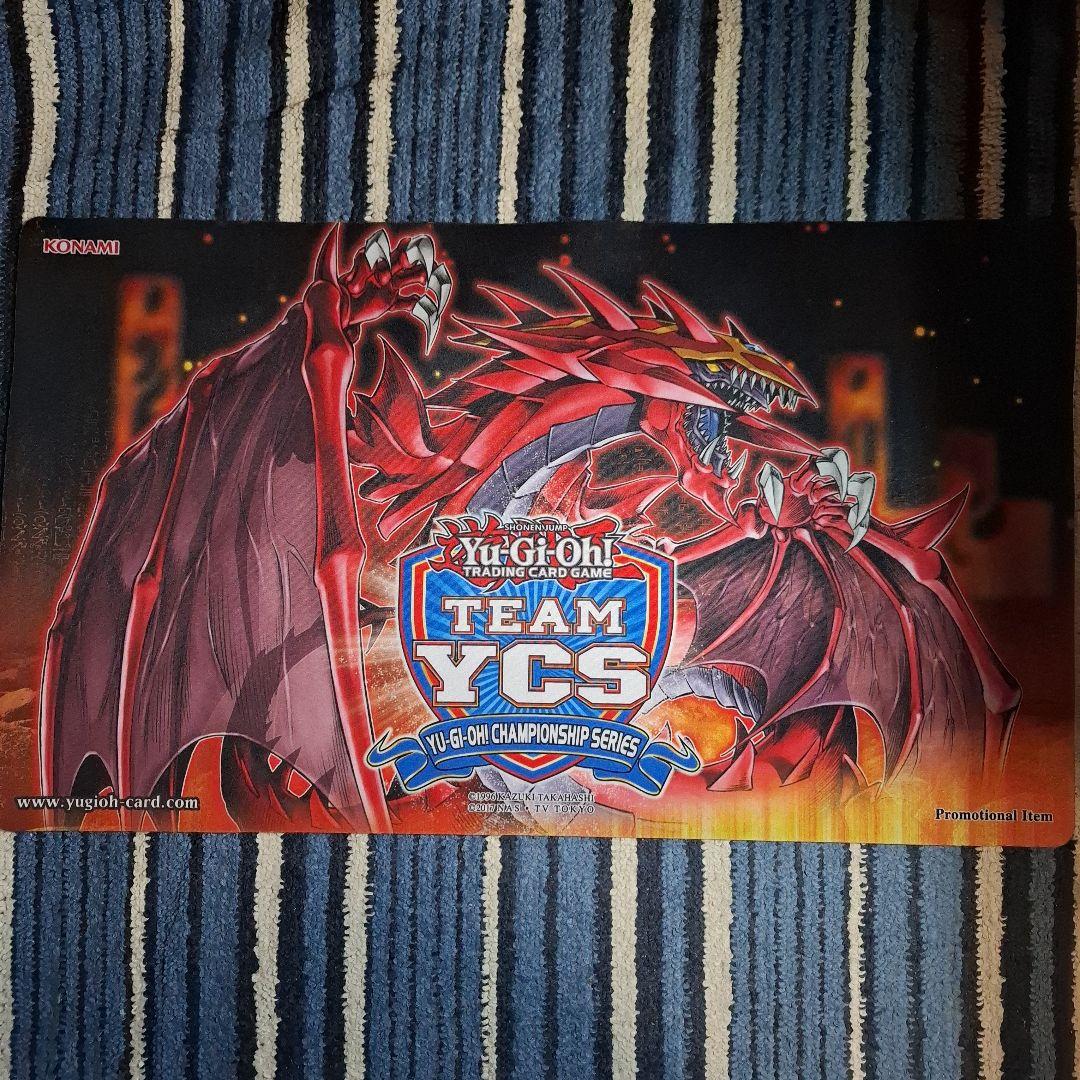 KONAMI
SHONEN JUMP
Yu-Gi-Oh!
TRADING CARD GAME
TEAM
YCS
YU-GI-OH! CHAMPIONSHIP SERIES
www.yugioh-card.com
©1996 KAZUKI TAKAHASHI
©2017 NAS • TV TOKYO
Promotional Item